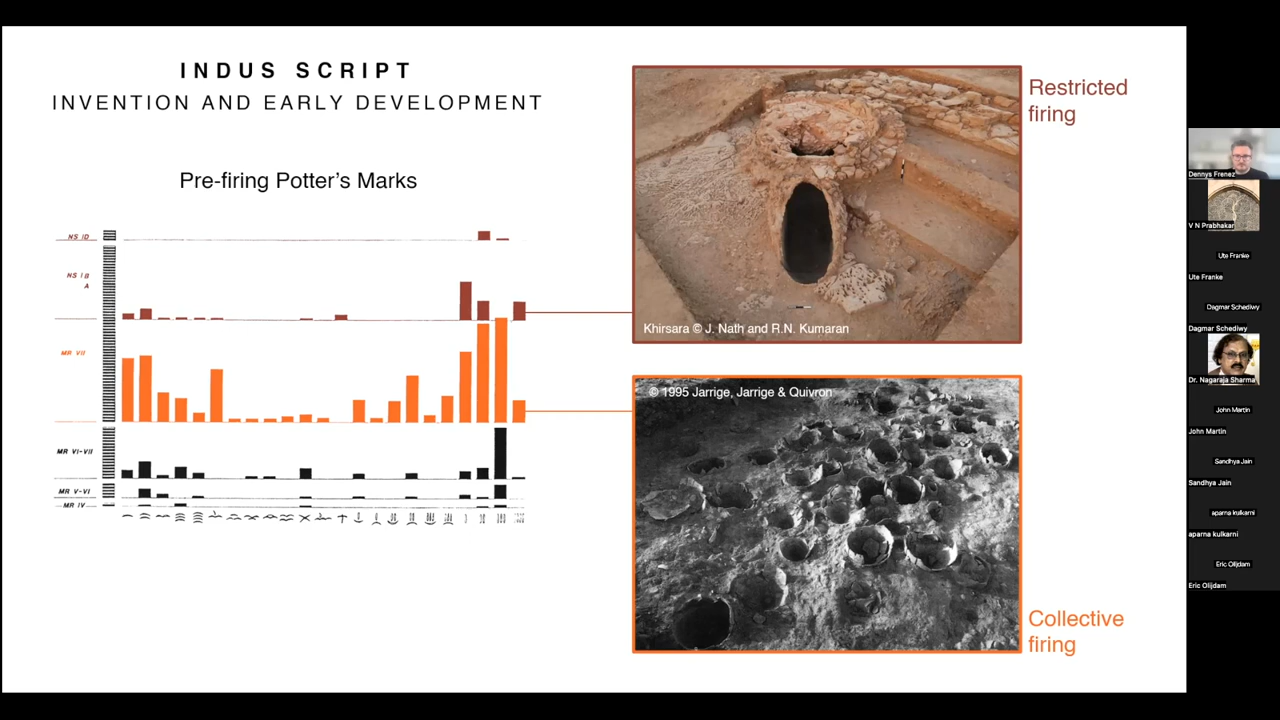 INDUS SCRIPT
INVENTION AND EARLY DEVELOPMENT
Pre-firing Potter's Marks
NS ID
NS IB
A
MR VII
MR VI-VII
MR V-VI
MR IV
Restricted
firing
Khirsara © J. Nath and R.N. Kumaran
© 1995 Jarrige, Jarrige & Quivron
Collective
firing
Dennys Frenez
V N Prabhakar
Ute Franke
Ute Franke
Dagmar Schediwy
Dagmar Schediwy
Dr. Nagaraja Sharma
John Martin
John Martin
Sandhya Jain
Sandhya Jain
aparna kulkarni
aparna kulkarni
Eric Olijdam
Eric Olijdam